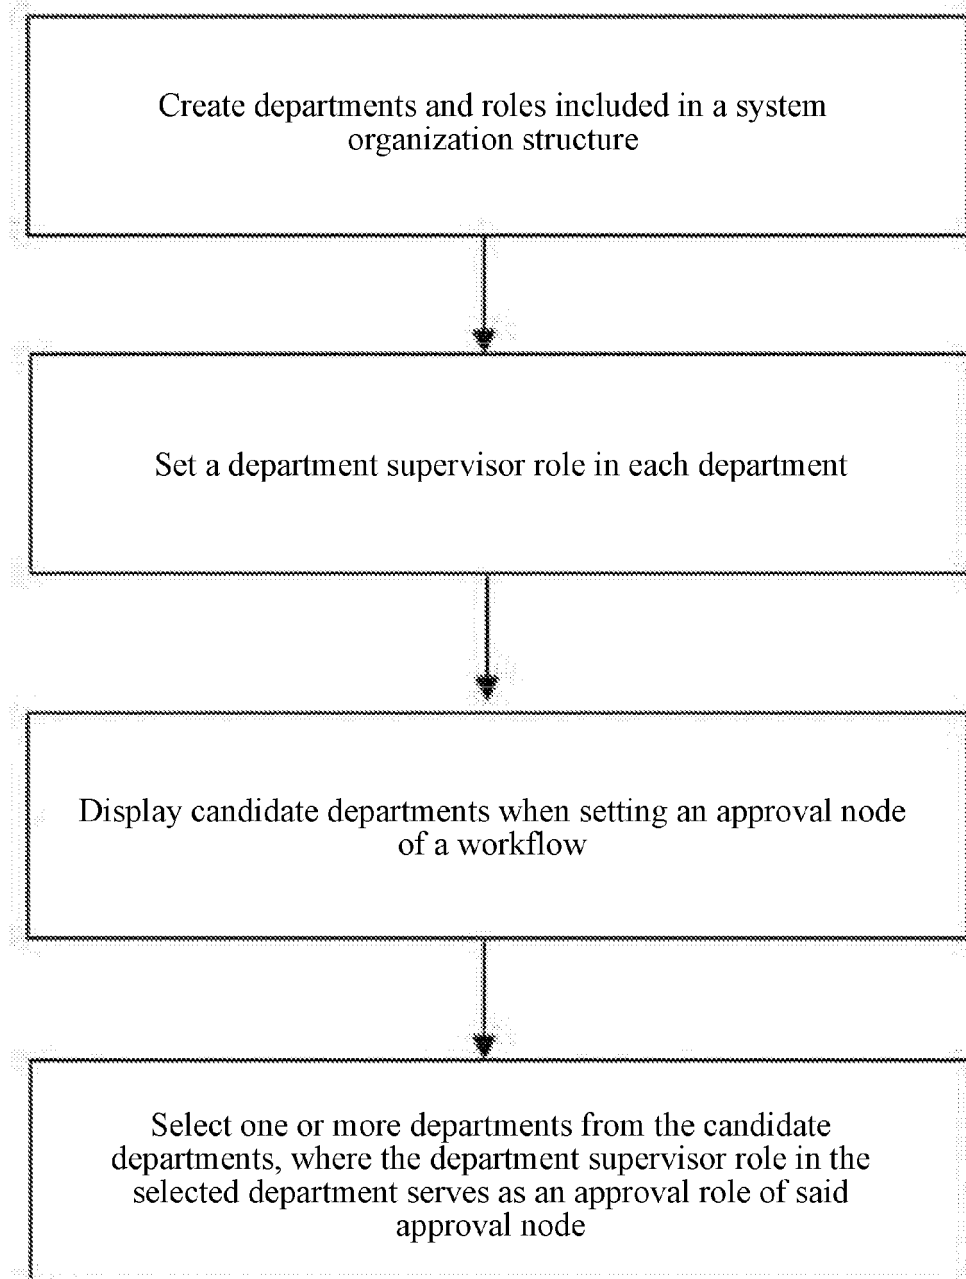 Create departments and roles included in a system
organization structure
Set a department supervisor role in each department
Display candidate departments when setting an approval node
of a workflow
Select one or more departments from the candidate
departments, where the department supervisor role in the
selected department serves as an approval role of said
approval node